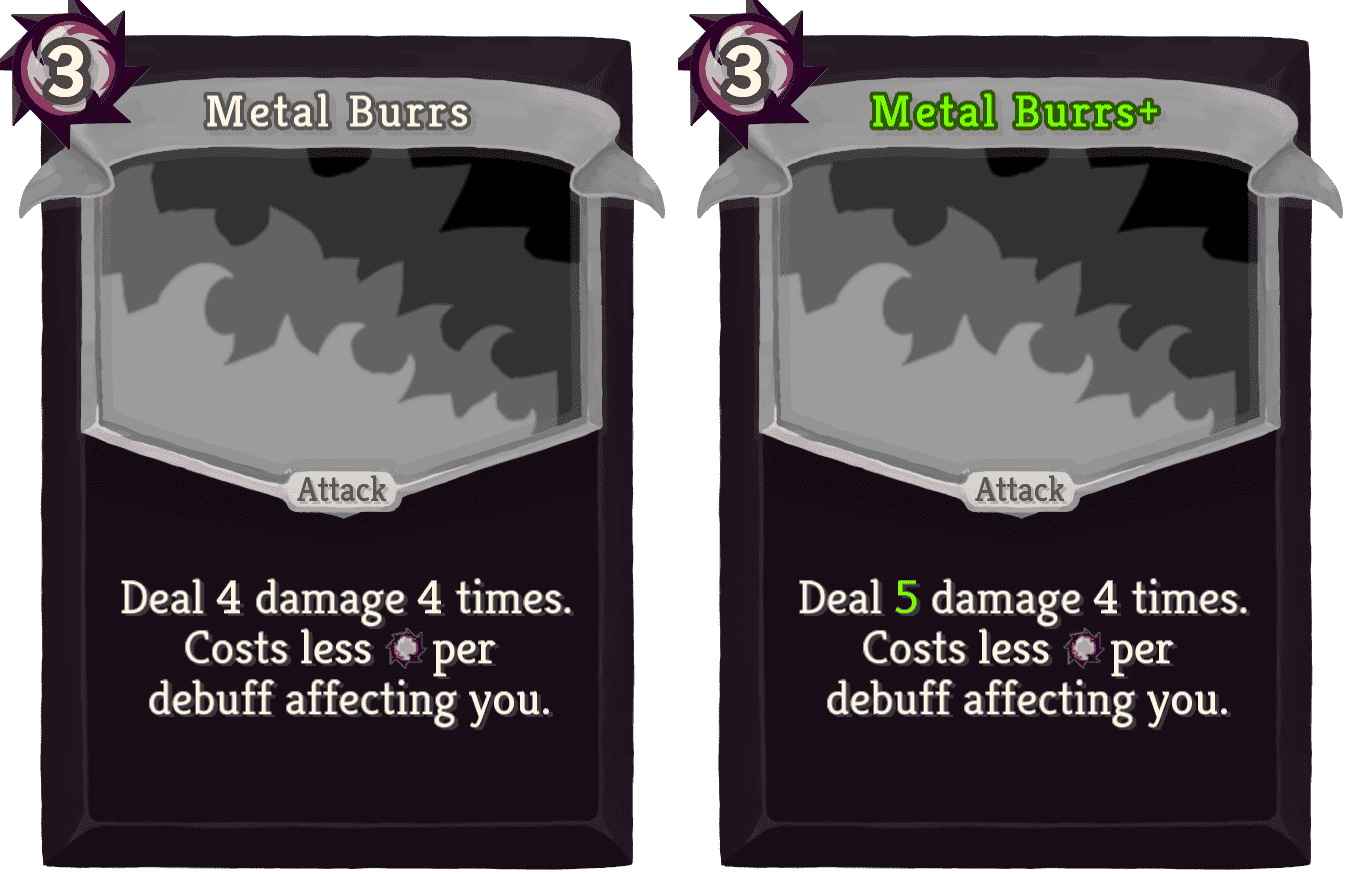 3
Metal Burrs
Attack
Deal 4 damage 4 times.
Costs less per
debuff affecting you.
3
Metal Burrs+
Attack
Deal 5 damage 4 times.
Costs less per
debuff affecting you.